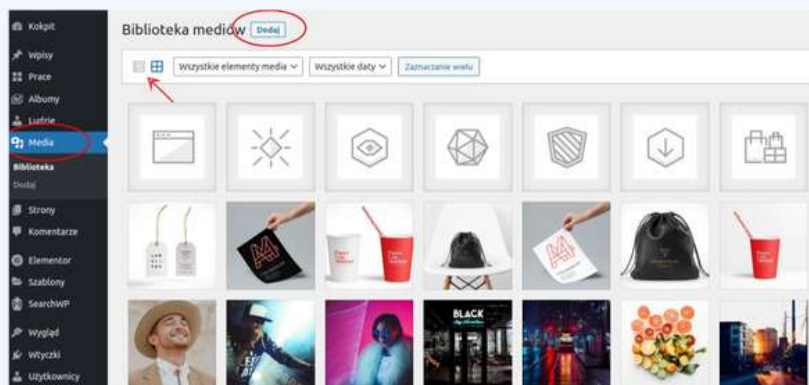 Kokpit
Wpisy
Prace
Albumy
Ludzie
Media
Biblioteka
Dodaj
Strony
Komentarze
Elementor
Szablony
SearchWP
Wygląd
Wtyczki
Użytkownicy
Biblioteka mediów Dodaj
Wszystkie elementy media Wszystkie daty Zaznaczanie wielu
BLACK